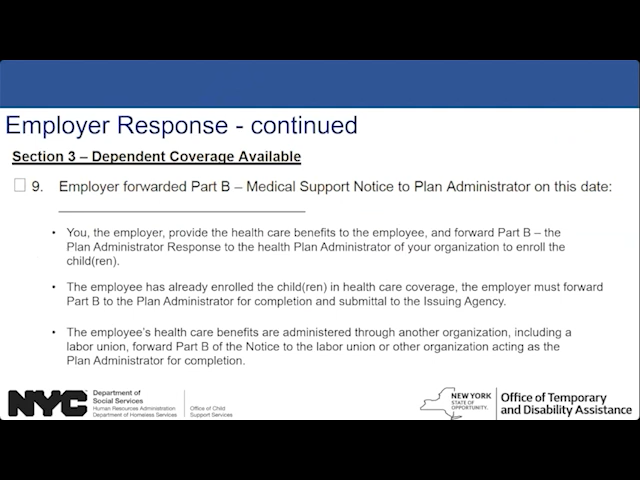 Employer Response - continued
Section 3 – Dependent Coverage Available
9. Employer forwarded Part B – Medical Support Notice to Plan Administrator on this date:
• You, the employer, provide the health care benefits to the employee, and forward Part B – the
Plan Administrator Response to the health Plan Administrator of your organization to enroll the
child(ren).
• The employee has already enrolled the child(ren) in health care coverage, the employer must forward
Part B to the Plan Administrator for completion and submittal to the Issuing Agency.
• The employee's health care benefits are administered through another organization, including a
labor union, forward Part B of the Notice to the labor union or other organization acting as the
Plan Administrator for completion.
NYC
Department of
Social Services
Human Resources Administration
Department of Homeless Services
Office of Child
Support Services
NEW YORK
STATE OF
OPPORTUNITY.
Office of Temporary
and Disability Assistance